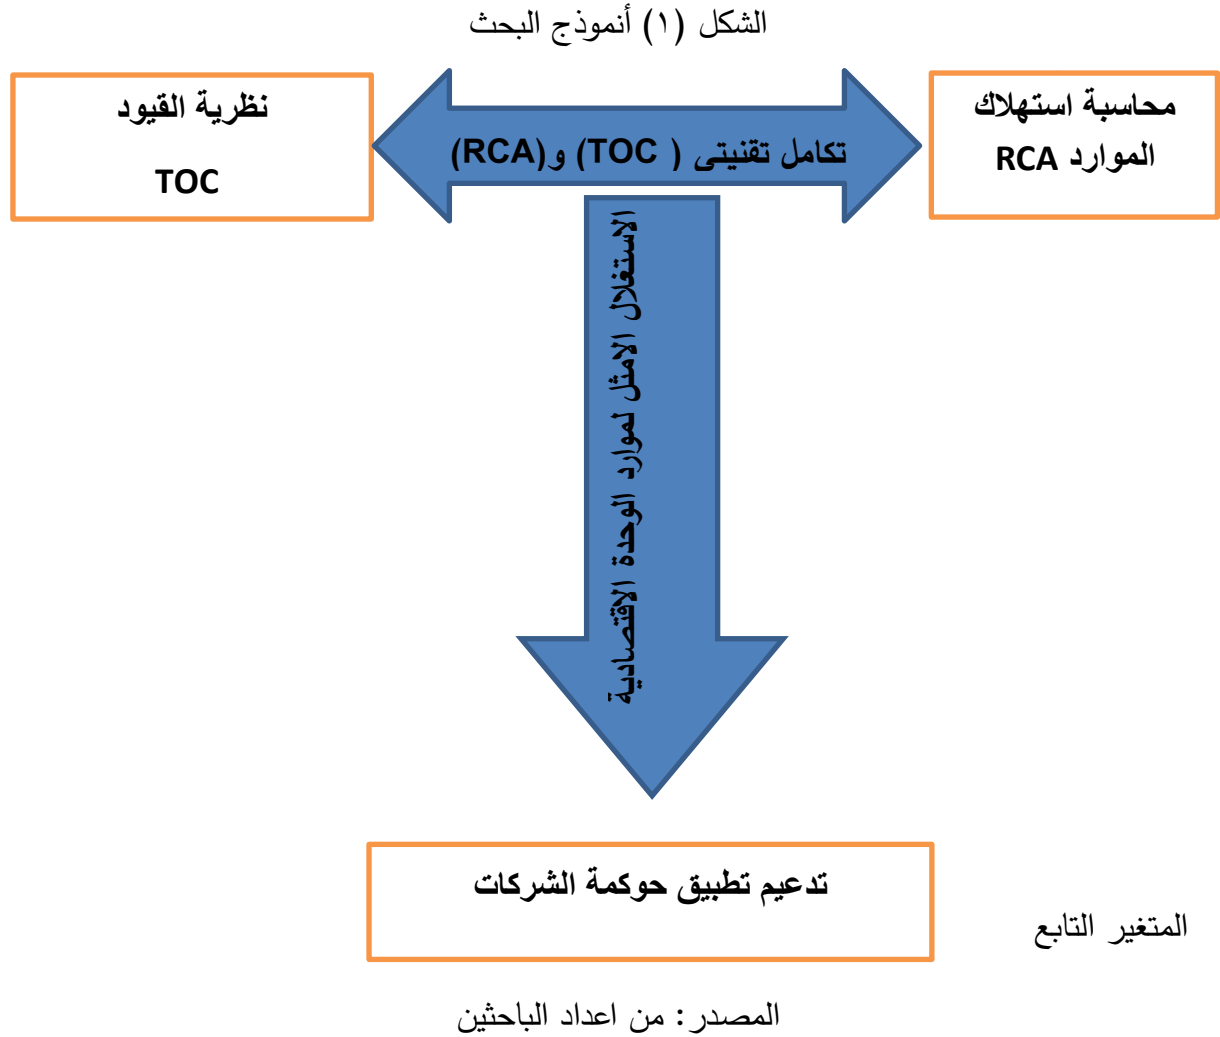 الشكل (١) أنموذج البحث
محاسبة استهلاك
الموارد RCA
تكامل تقنيتى ( TOC) و(RCA)
نظرية القيود
TOC
الاستغلال الامثل لموارد الوحدة الاقتصادية
تدعيم تطبيق حوكمة الشركات
المتغير التابع
المصدر: من اعداد الباحثين